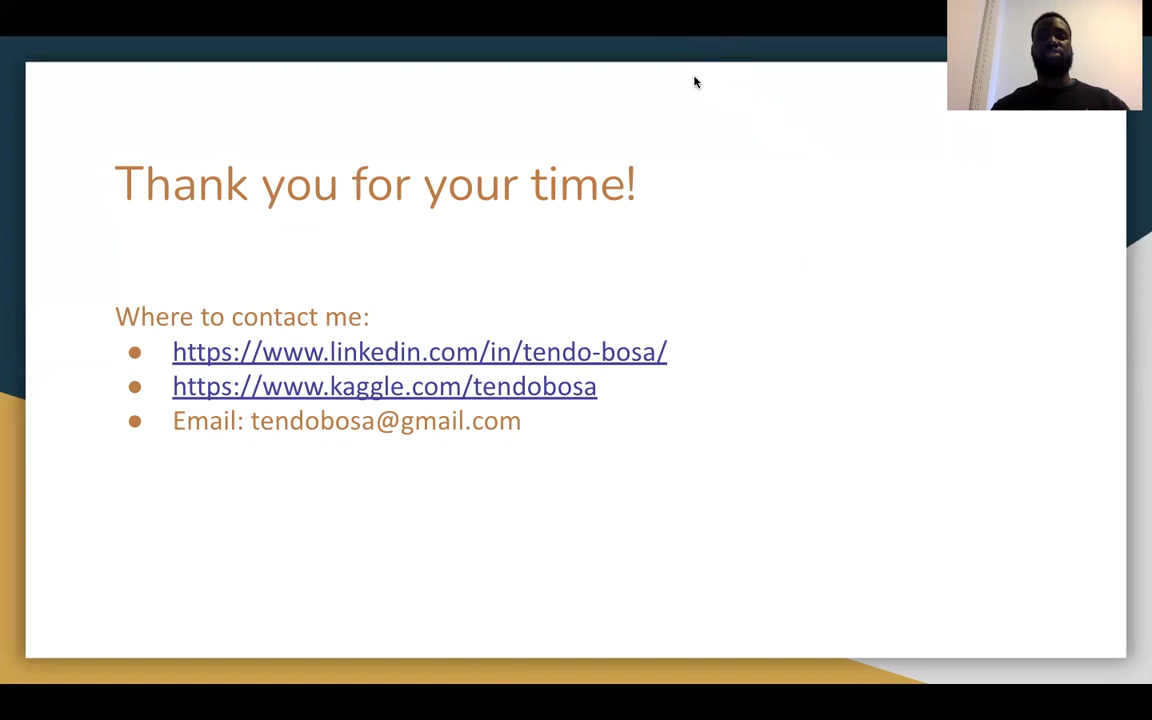 Thank you for your time!
Where to contact me:
● https://www.linkedin.com/in/tendo-bosa/
● https://www.kaggle.com/tendobosa
● Email: tendobosa@gmail.com